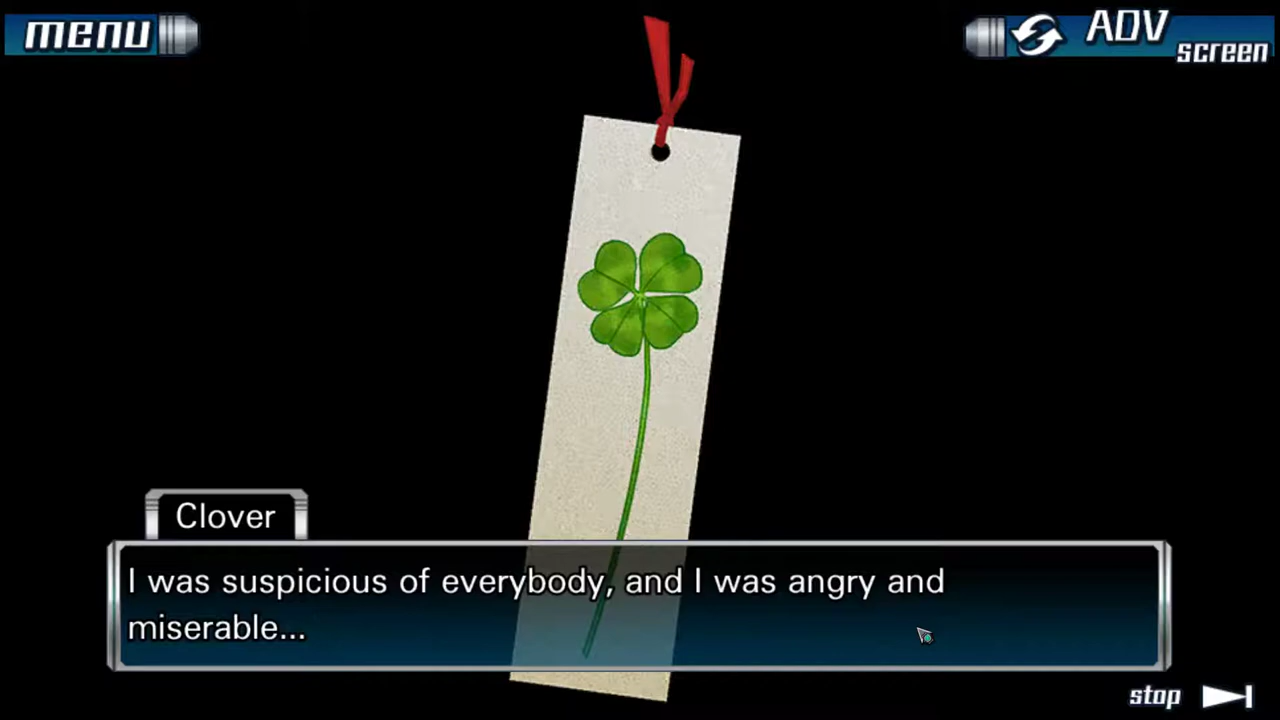 menu
ADV
screen
Clover
I was suspicious of everybody, and I was angry and
miserable...
stop